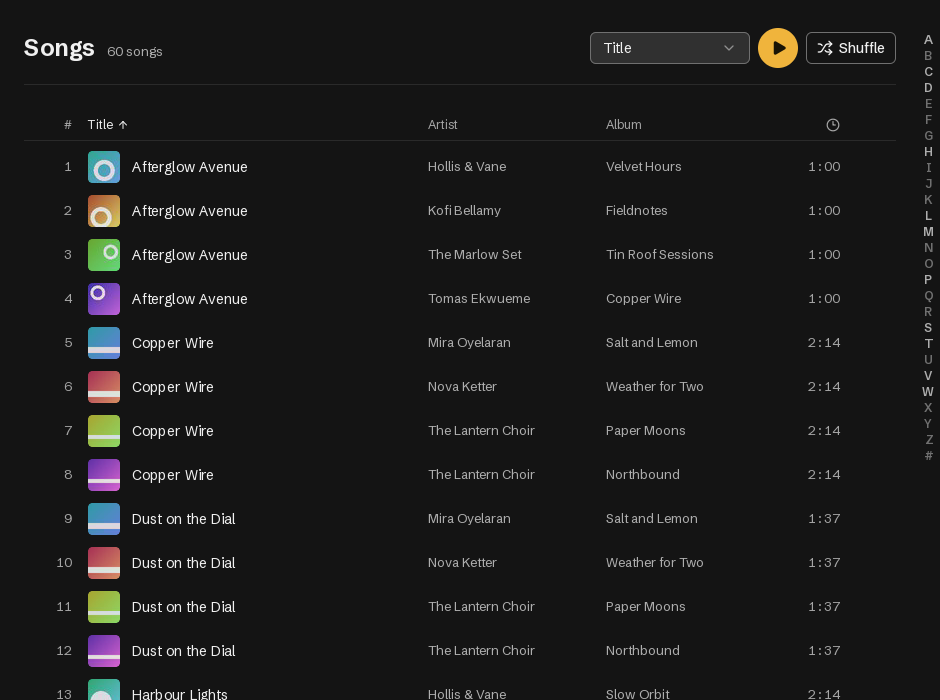 Songs 60 songs Title Shuffle
# Title ↑ Artist Album
1 Afterglow Avenue Hollis & Vane Velvet Hours 1:00
2 Afterglow Avenue Kofi Bellamy Fieldnotes 1:00
3 Afterglow Avenue The Marlow Set Tin Roof Sessions 1:00
4 Afterglow Avenue Tomas Ekwueme Copper Wire 1:00
5 Copper Wire Mira Oyelaran Salt and Lemon 2:14
6 Copper Wire Nova Ketter Weather for Two 2:14
7 Copper Wire The Lantern Choir Paper Moons 2:14
8 Copper Wire The Lantern Choir Northbound 2:14
9 Dust on the Dial Mira Oyelaran Salt and Lemon 1:37
10 Dust on the Dial Nova Ketter Weather for Two 1:37
11 Dust on the Dial The Lantern Choir Paper Moons 1:37
12 Dust on the Dial The Lantern Choir Northbound 1:37
13 Harbour Lights Hollis & Vane Slow Orbit 2:14
A
B
C
D
E
F
G
H
I
J
K
L
M
N
O
P
Q
R
S
T
U
V
W
X
Y
Z
#